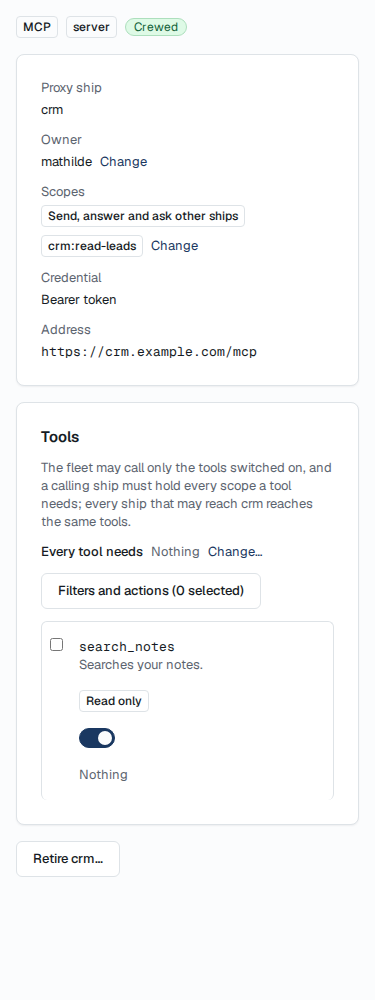 MCP server Crewed
Proxy ship
crm
Owner
mathilde Change
Scopes
Send, answer and ask other ships
crm:read-leads Change
Credential
Bearer token
Address
https://crm.example.com/mcp
Tools
The fleet may call only the tools switched on, and
a calling ship must hold every scope a tool
needs; every ship that may reach crm reaches
the same tools.
Every tool needs Nothing Change…
Filters and actions (0 selected)
search_notes
Searches your notes.
Read only
Nothing
Retire crm…